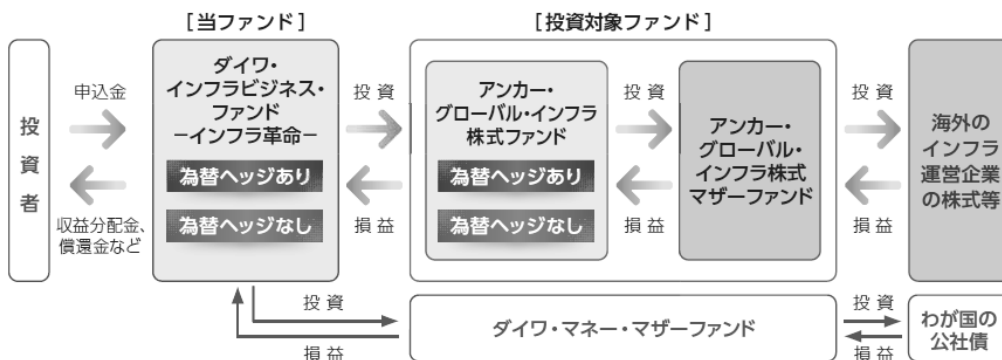 [当ファンド]
[投資対象ファンド]
投
資
者
申込金
収益分配金、
償還金など
ダイワ・
インフラビジネス・
ファンド
−インフラ革命−
為替ヘッジあり
為替ヘッジなし
投 資
損 益
アンカー・
グローバル・インフラ
株式ファンド
為替ヘッジあり
為替ヘッジなし
投 資
損 益
アンカー・
グローバル・
インフラ株式
マザーファンド
投 資
損 益
海外の
インフラ
運営企業
の株式等
投 資
損 益
ダイワ・マネー・マザーファンド
投 資
損 益
わが国の
公社債